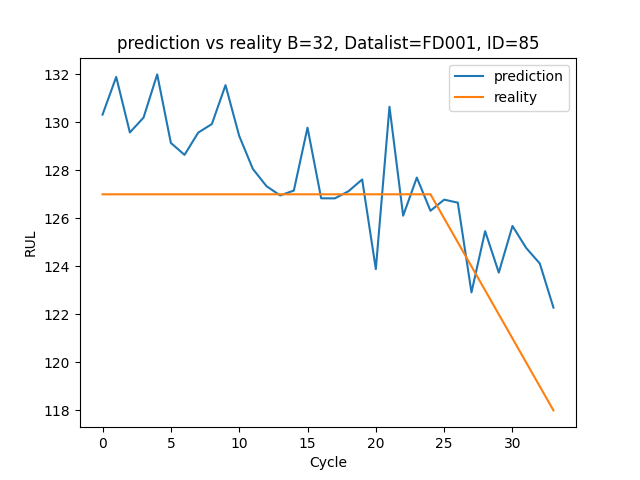 prediction vs reality B=32, Datalist=FD001, ID=85
prediction
reality
132
130
128
126
124
122
120
118
RUL
0 5 10 15 20 25 30
Cycle